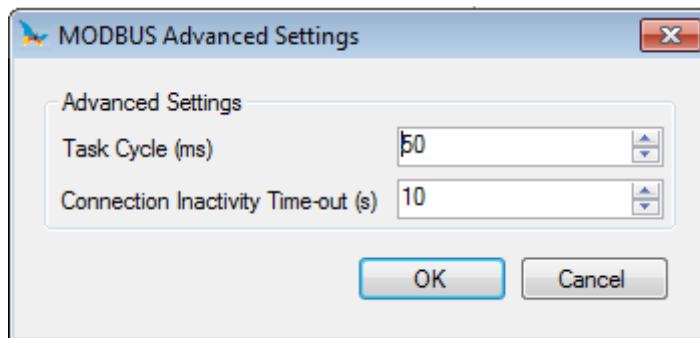 MODBUS Advanced Settings
Advanced Settings
Task Cycle (ms) 50
Connection Inactivity Time-out (s) 10
OK Cancel